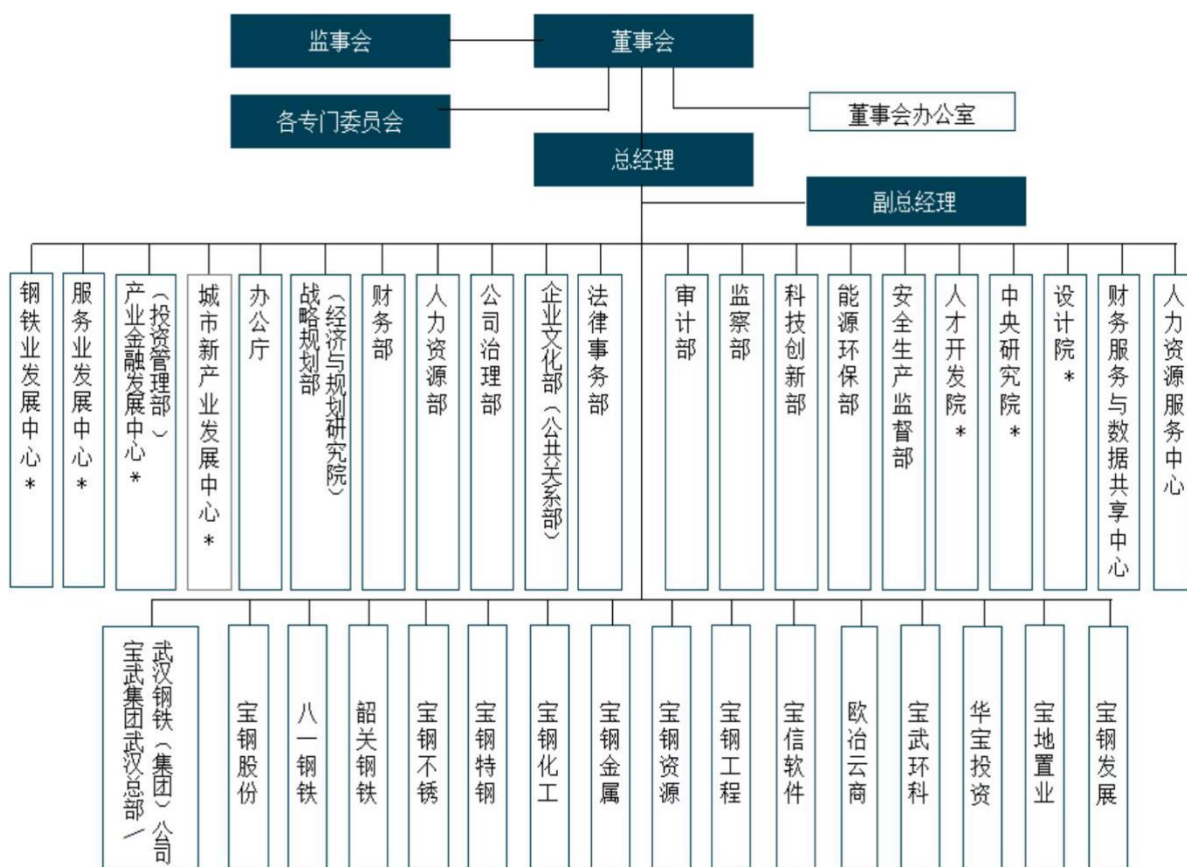 监事会
董事会
各专门委员会
董事会办公室
总经理
副总经理
钢铁业发展中心*
服务业发展中心*
产业金融发展中心*
（投资管理部）
城市新产业发展中心*
办公厅
战略规划部
（经济与规划研究院）
财务部
人力资源部
公司治理部
企业文化部（公共关系部）
法律事务部
审计部
监察部
科技创新部
能源环保部
安全生产监督部
人才开发院*
中央研究院*
设计院*
财务服务与数据共享中心
人力资源服务中心
宝武集团武汉总部/
武汉钢铁（集团）公司
宝钢股份
八一钢铁
韶关钢铁
宝钢不锈
宝钢特钢
宝钢化工
宝钢金属
宝钢资源
宝钢工程
宝信软件
欧冶云商
宝武环科
华宝投资
宝地置业
宝钢发展